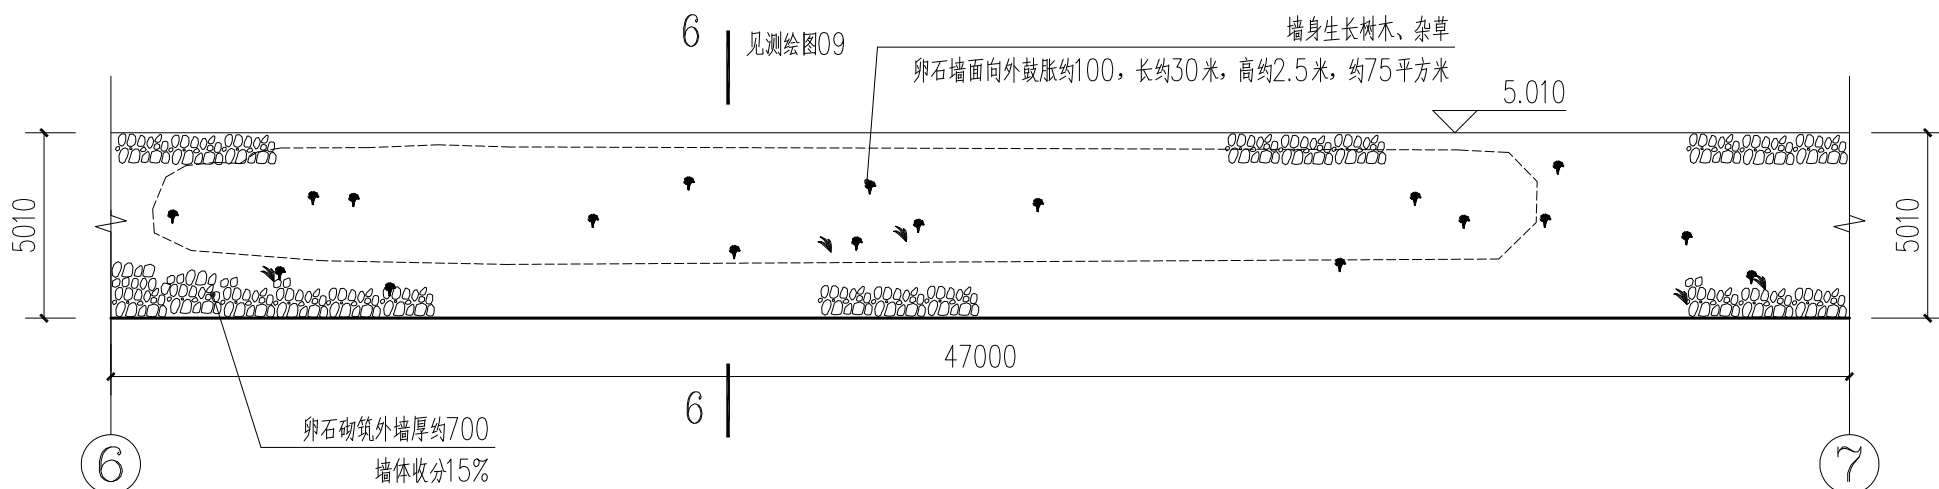 6
见测绘图09
墙身生长树木、杂草
卵石墙面向外鼓胀约100，长约30米，高约2.5米，约75平方米
5.010
5010
5010
47000
6
卵石砌筑外墙厚约700
墙体收分15%
6
7